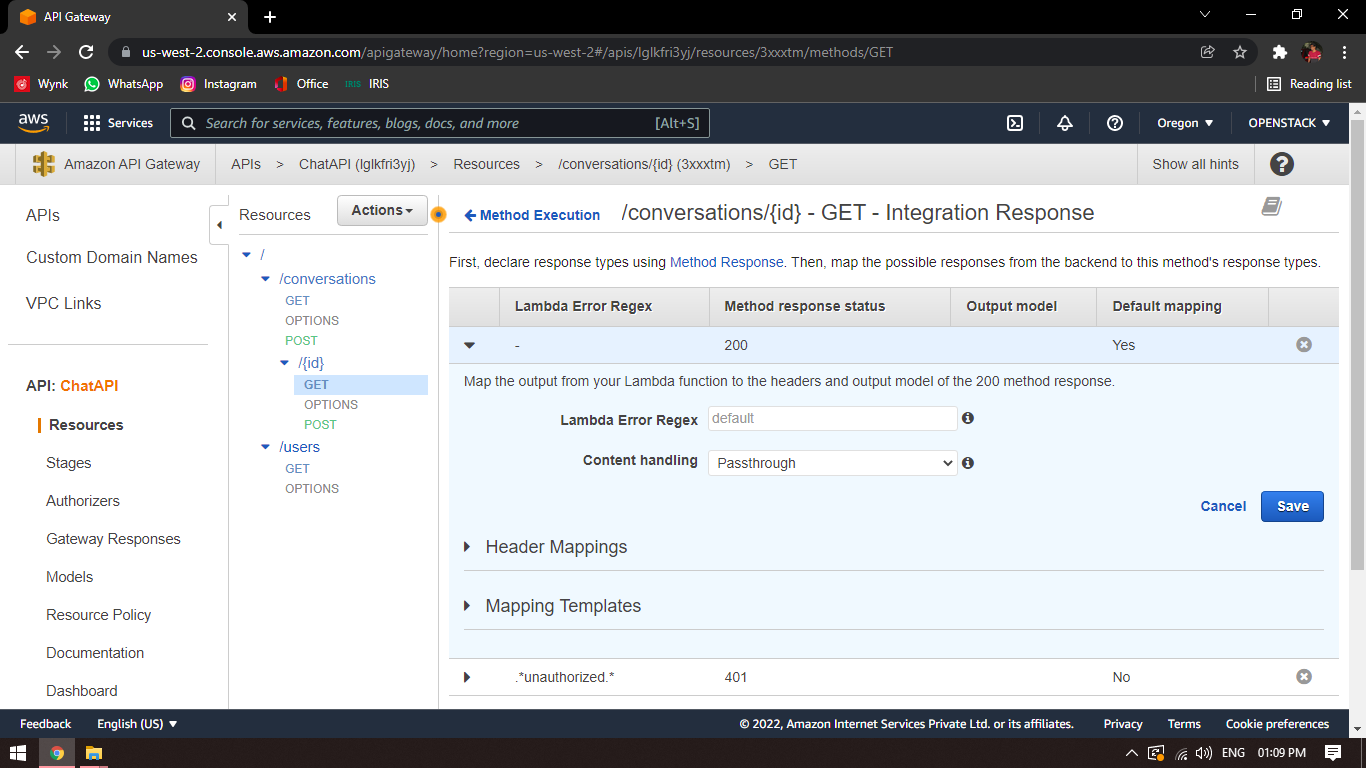 API Gateway
us-west-2.console.aws.amazon.com/apigateway/home?region=us-west-2#/apis/lglkfri3yj/resources/3xxxtm/methods/GET
Wynk WhatsApp Instagram Office IRIS IRIS Reading list
aws Services Search for services, features, blogs, docs, and more [Alt+S] Oregon OPENSTACK
Amazon API Gateway APIs > ChatAPI (lglkfri3yj) > Resources > /conversations/{id} (3xxxtm) > GET Show all hints
APIs
Custom Domain Names
VPC Links
API: ChatAPI
Resources
Stages
Authorizers
Gateway Responses
Models
Resource Policy
Documentation
Dashboard
Resources Actions
/
/conversations
GET
OPTIONS
POST
/{id}
GET
OPTIONS
POST
/users
GET
OPTIONS
Method Execution /conversations/{id} - GET - Integration Response
First, declare response types using Method Response. Then, map the possible responses from the backend to this method's response types.
Lambda Error Regex Method response status Output model Default mapping
- 200 Yes
Map the output from your Lambda function to the headers and output model of the 200 method response.
Lambda Error Regex default
Content handling Passthrough
Cancel Save
Header Mappings
Mapping Templates
.*unauthorized.* 401 No
Feedback English (US) © 2022, Amazon Internet Services Private Ltd. or its affiliates. Privacy Terms Cookie preferences
ENG 01:09 PM